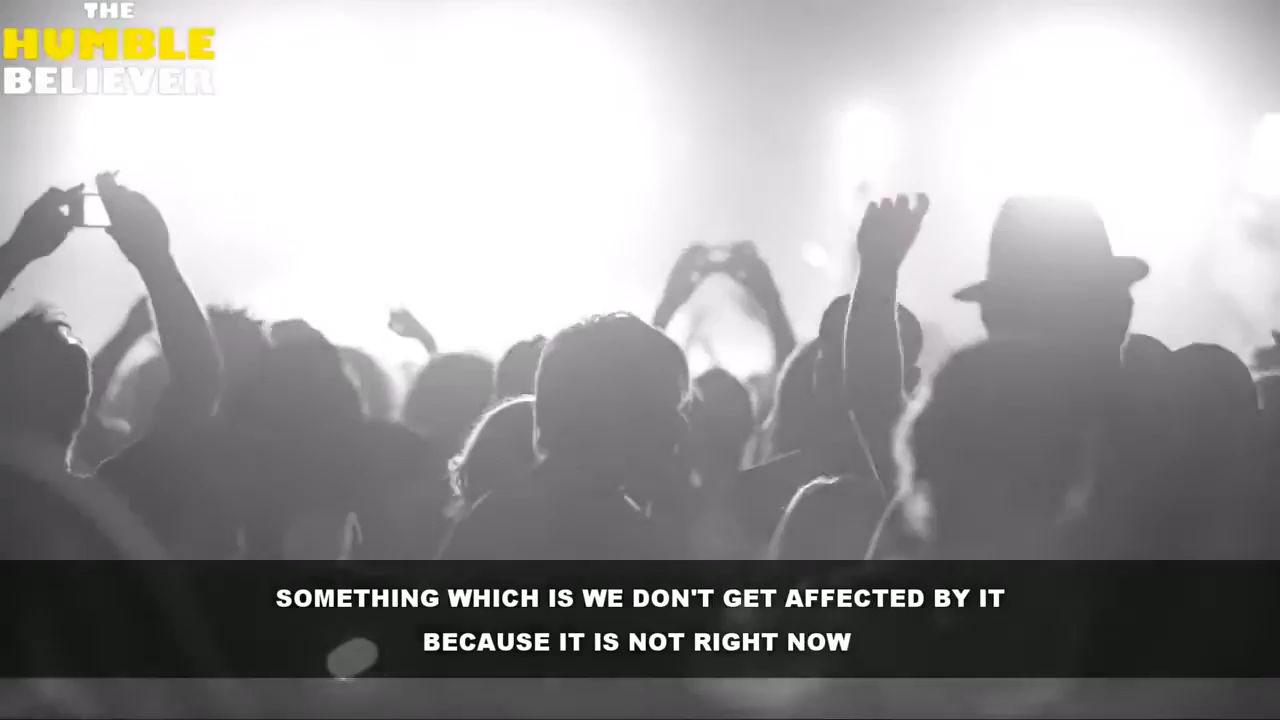 THE
HUMBLE
BELIEVER
SOMETHING WHICH IS WE DON'T GET AFFECTED BY IT
BECAUSE IT IS NOT RIGHT NOW